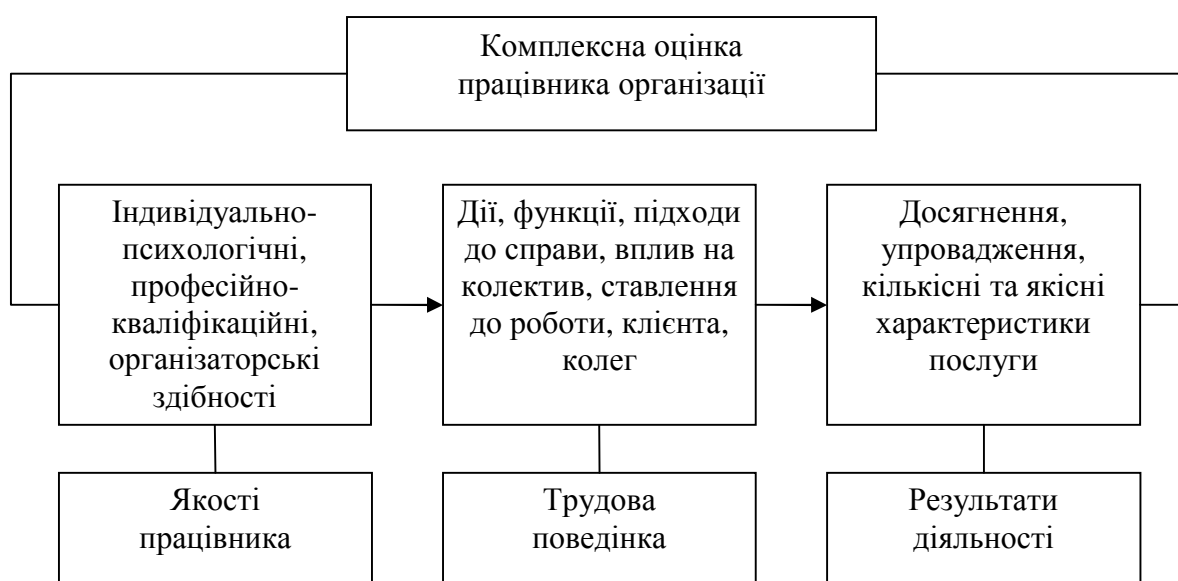 Комплексна оцінка
працівника організації
Індивідуально-
психологічні,
професійно-
кваліфікаційні,
організаторські
здібності
Дії, функції, підходи
до справи, вплив на
колектив, ставлення
до роботи, клієнта,
колег
Досягнення,
упровадження,
кількісні та якісні
характеристики
послуги
Якості
працівника
Трудова
поведінка
Результати
діяльності